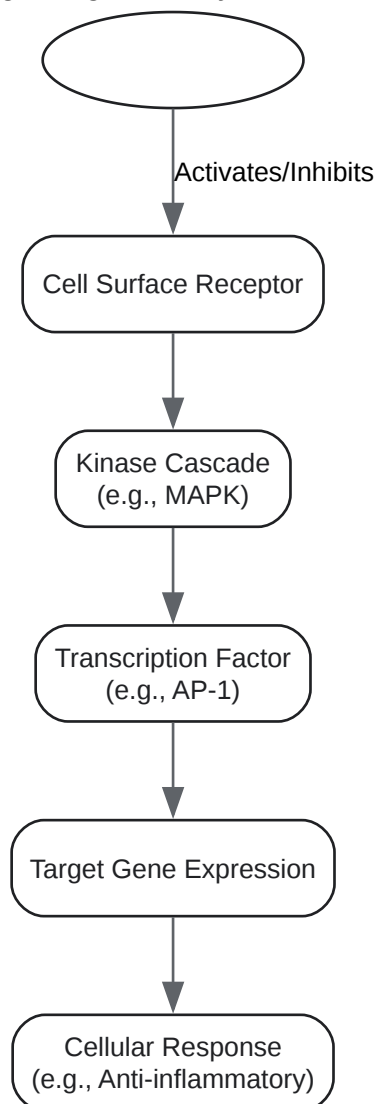 Activates/Inhibits
Cell Surface Receptor
Kinase Cascade
(e.g., MAPK)
Transcription Factor
(e.g., AP-1)
Target Gene Expression
Cellular Response
(e.g., Anti-inflammatory)